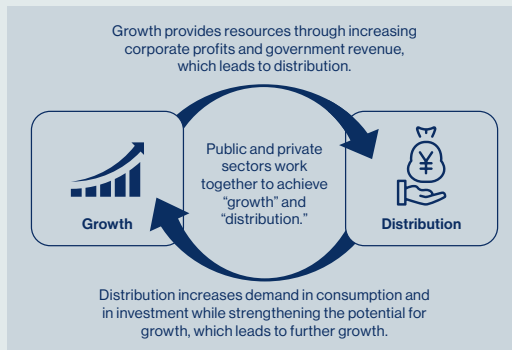 Growth provides resources through increasing
corporate profits and government revenue,
which leads to distribution.
Public and private
sectors work
together to achieve
“growth” and
“distribution.”
Growth
¥
Distribution
Distribution increases demand in consumption and
in investment while strengthening the potential for
growth, which leads to further growth.